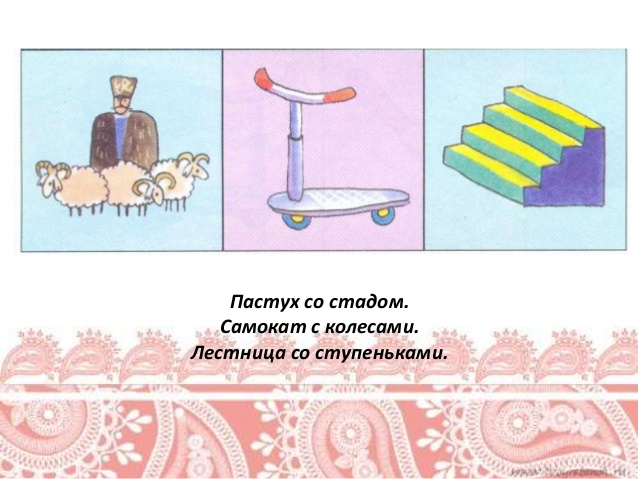 Пастух со стадом.
Самокат с колесами.
Лестница со ступеньками.